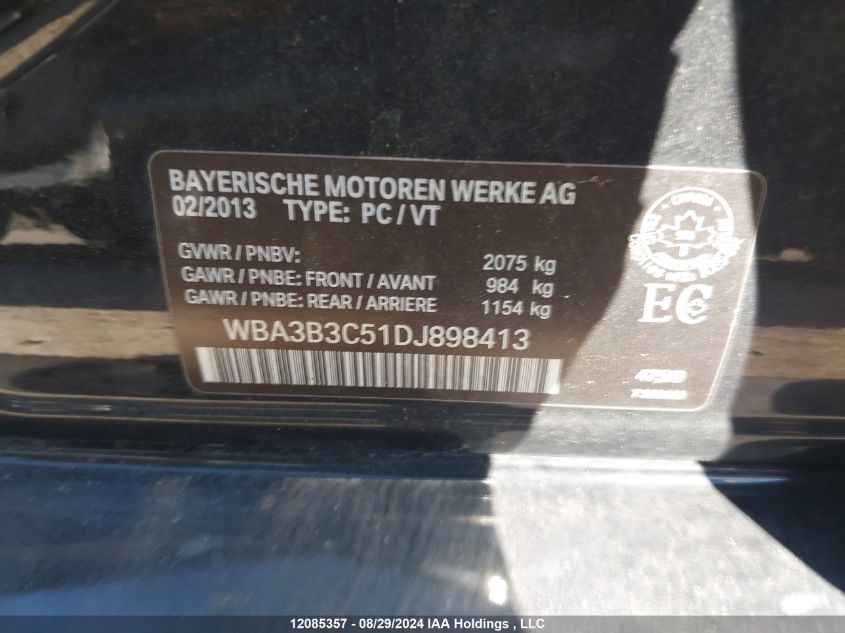 BAYERISCHE MOTOREN WERKE AG
02/2013 TYPE: PC / VT
GVWR / PNBV: 2075 kg
GAWR / PNBE: FRONT / AVANT 984 kg
GAWR / PNBE: REAR / ARRIERE 1154 kg
WBA3B3C51DJ898413
EC
12085357 - 08/29/2024 IAA Holdings , LLC